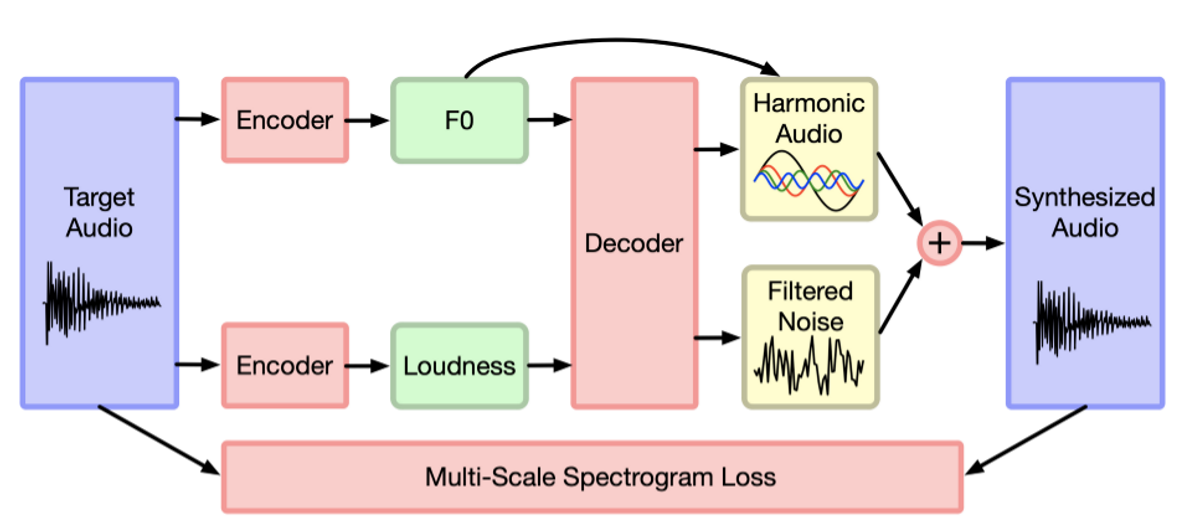 Target
Audio
Encoder
F0
Encoder
Loudness
Decoder
Harmonic
Audio
Filtered
Noise
+
Synthesized
Audio
Multi-Scale Spectrogram Loss